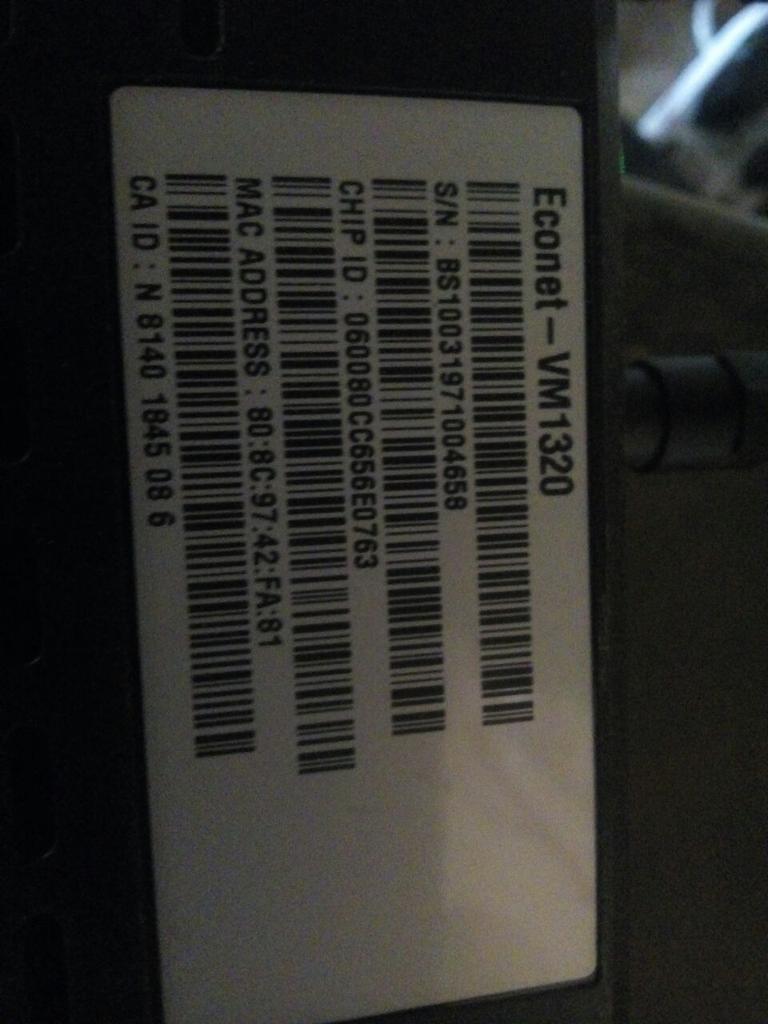 Econet-VM1320
S/N : BS10031971004658
CHIP ID : 060080CC656E0763
MAC ADDRESS : 80:8C:97:42:FA:81
CA ID : N 8140 1845 08 6